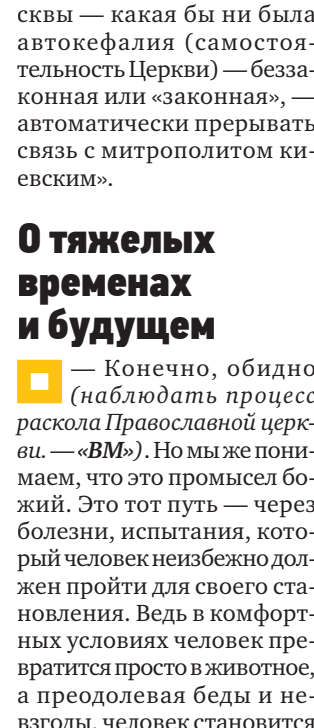 сквы — какая бы ни была
автокефалия (самостоя-
тельность Церкви) — безза-
конная или «законная», —
автоматически прерывать
связь с митрополитом ки-
евским».
О тяжелых
временах
и будущем
— Конечно, обидно
(наблюдать процесс
раскола Православной церк-
ви. — «ВМ»). Но мы же пони-
маем, что это промысел бо-
жий. Это тот путь — через
болезни, испытания, кото-
рый человек неизбежно дол-
жен пройти для своего ста-
новления. Ведь в комфорт-
ных условиях человек пре-
вратится просто в животное,
а преодолевая беды и не-
взгоды, человек становится